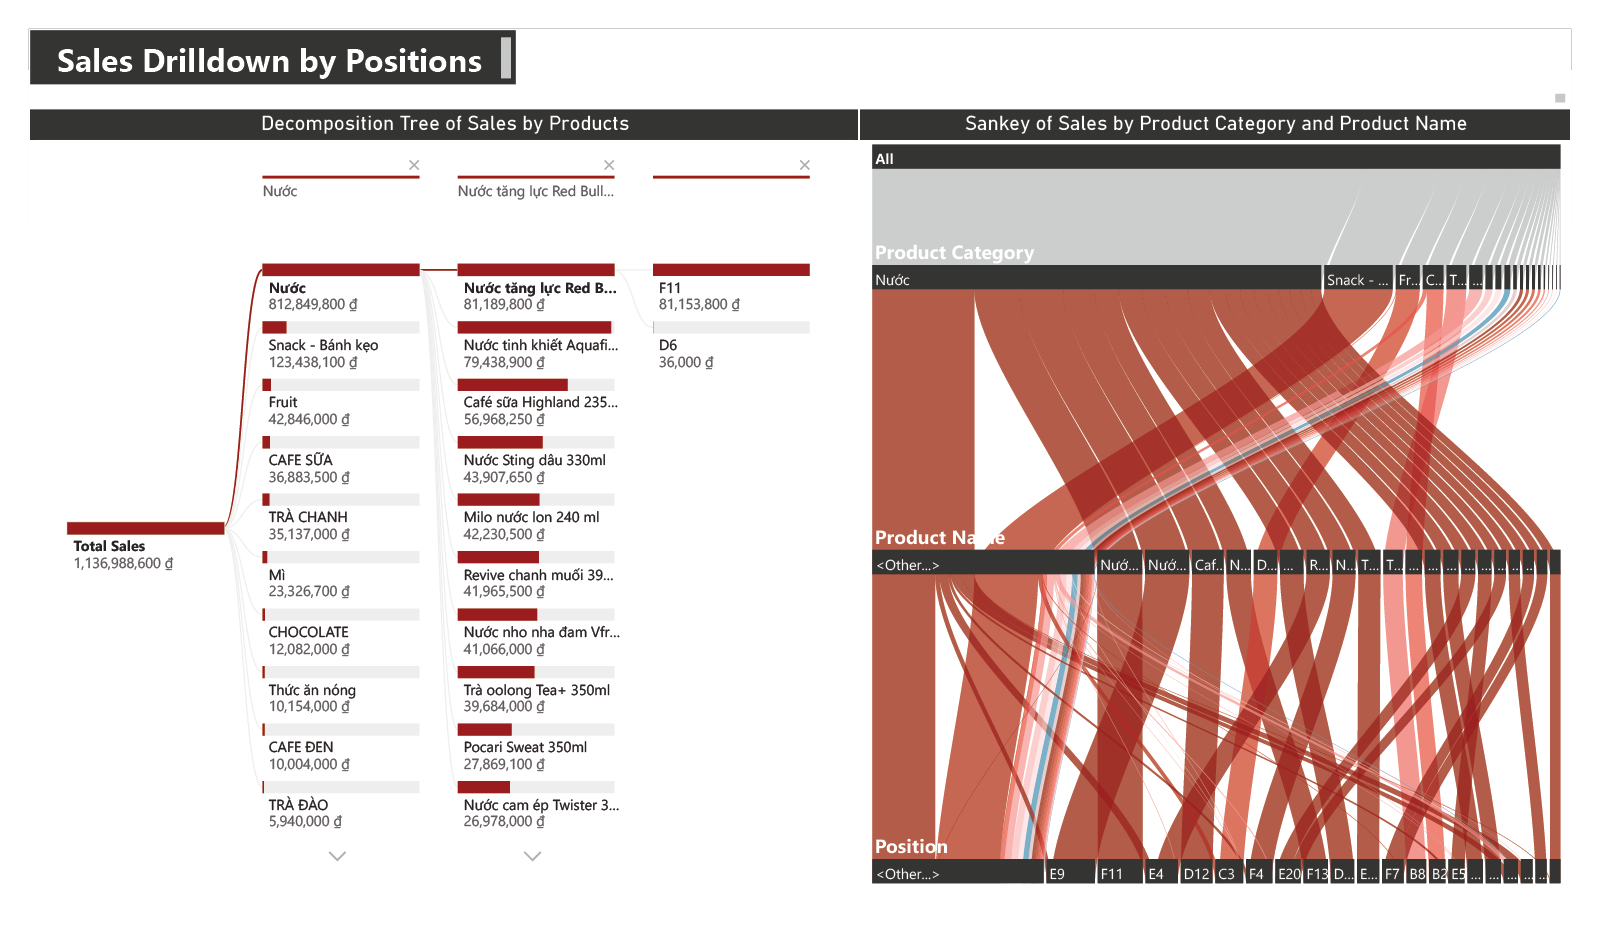 Sales Drilldown by Positions
Decomposition Tree of Sales by Products
Nước
Nước tăng lực Red Bull...
Total Sales
1,136,988,600 ₫
Nước
812,849,800 ₫
Snack - Bánh kẹo
123,438,100 ₫
Fruit
42,846,000 ₫
CAFE SỮA
36,883,500 ₫
TRÀ CHANH
35,137,000 ₫
Mì
23,326,700 ₫
CHOCOLATE
12,082,000 ₫
Thức ăn nóng
10,154,000 ₫
CAFE ĐEN
10,004,000 ₫
TRÀ ĐÀO
5,940,000 ₫
Nước tăng lực Red B...
81,189,800 ₫
Nước tinh khiết Aquafi...
79,438,900 ₫
Café sữa Highland 235...
56,968,250 ₫
Nước Sting dâu 330ml
43,907,650 ₫
Milo nước lon 240 ml
42,230,500 ₫
Revive chanh muối 39...
41,965,500 ₫
Nước nho nha đam Vfr...
41,066,000 ₫
Trà oolong Tea+ 350ml
39,684,000 ₫
Pocari Sweat 350ml
27,869,100 ₫
Nước cam ép Twister 3...
26,978,000 ₫
F11
81,153,800 ₫
D6
36,000 ₫
Sankey of Sales by Product Category and Product Name
All
Product Category
Nước Snack - ... Fr... C... T... ...
Product Name
<Other...> Nướ... Nướ... Caf... N... D... ... R... N... T... T... ... ... ... ... ... ... ... ...
Position
<Other...> E9 F11 E4 D12 C3 F4 E20 F13 D... E... F7 B8 B2 E5 ... ... ... ... ...